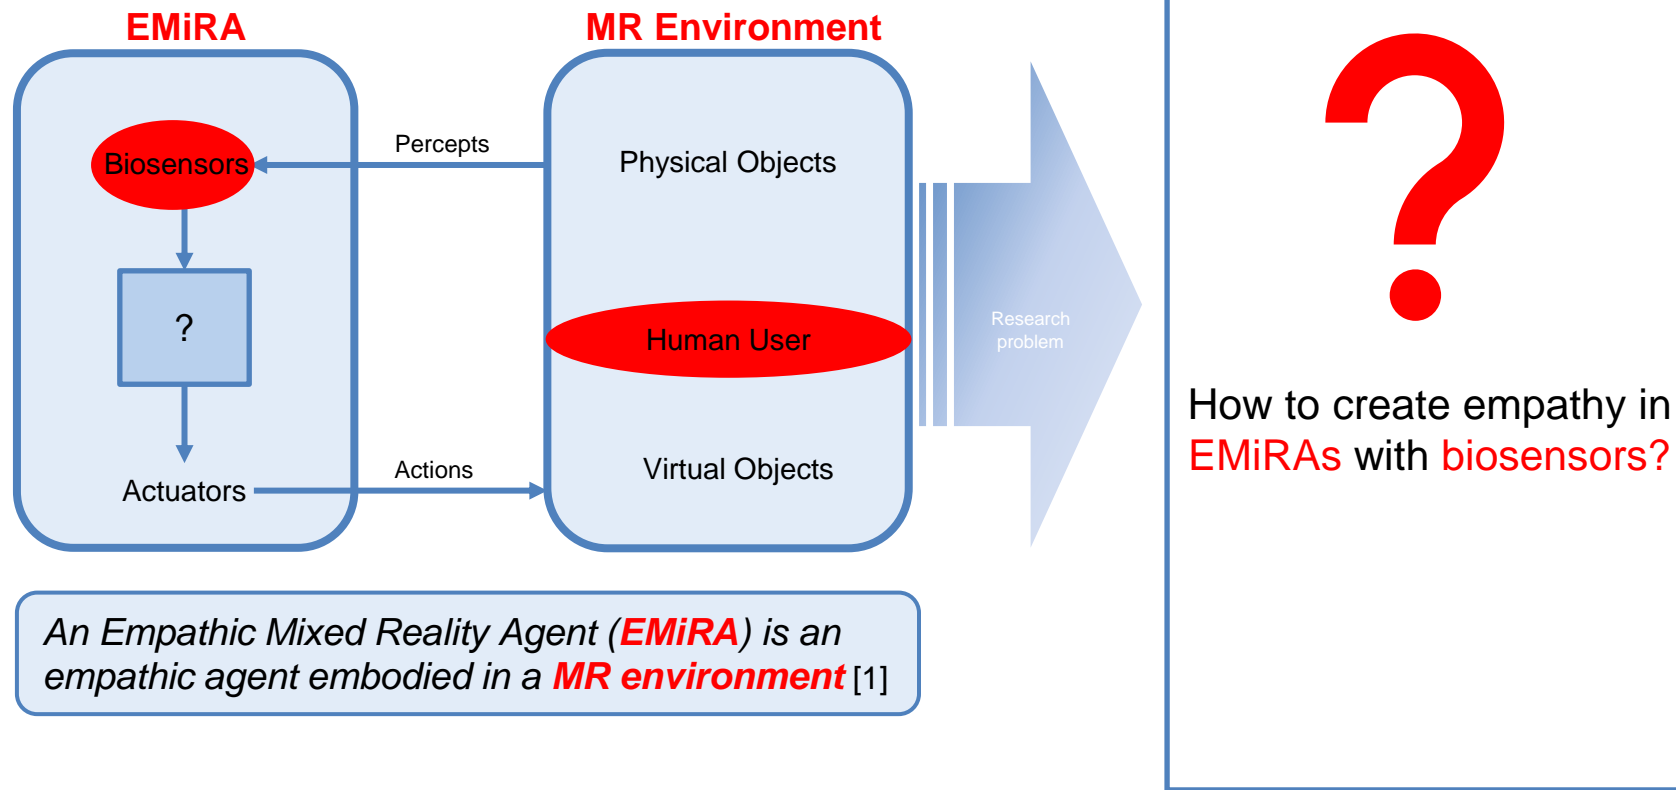 EMiRA
MR Environment
Biosensors
Percepts
Physical Objects
?
Human User
Research
problem
Actuators
Actions
Virtual Objects
How to create empathy in
EMiRAs with biosensors?
An Empathic Mixed Reality Agent (EMiRA) is an
empathic agent embodied in a MR environment [1]